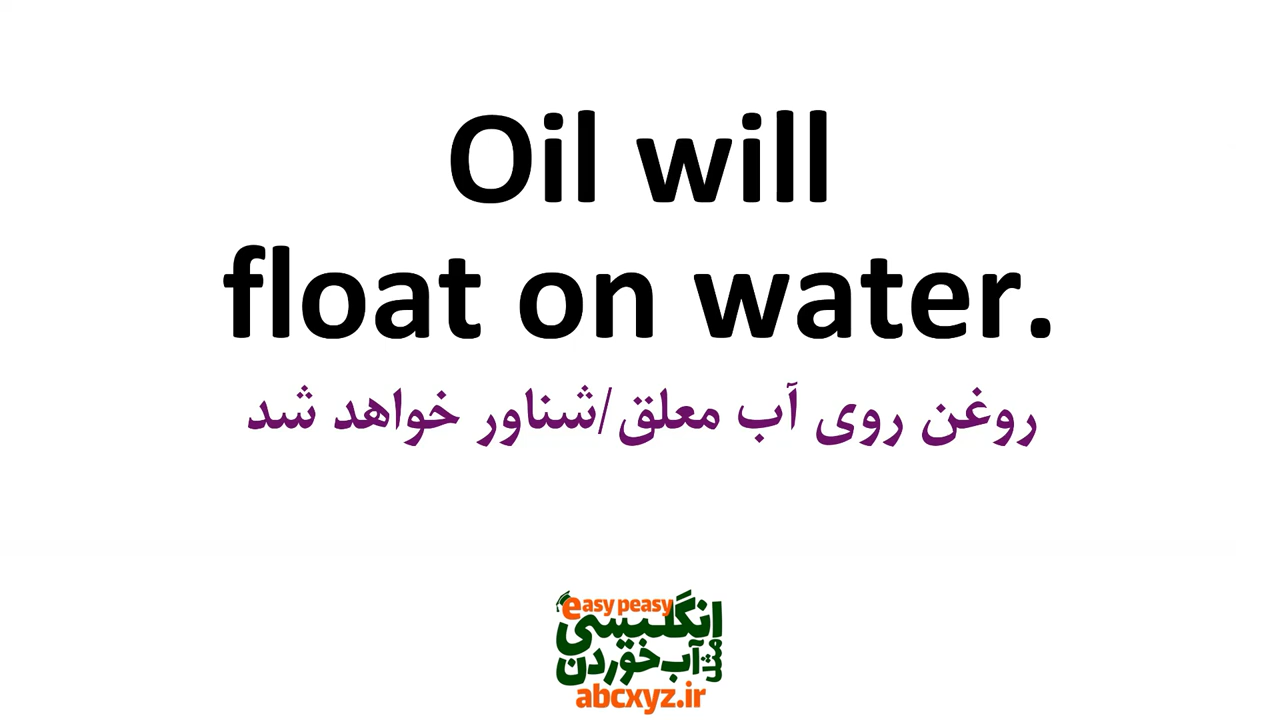 Oil will
float on water.
روغن روی آب معلق/شناور خواهد شد
easy peasy
انگلیسی
مثل آب خوردن
abcxyz.ir